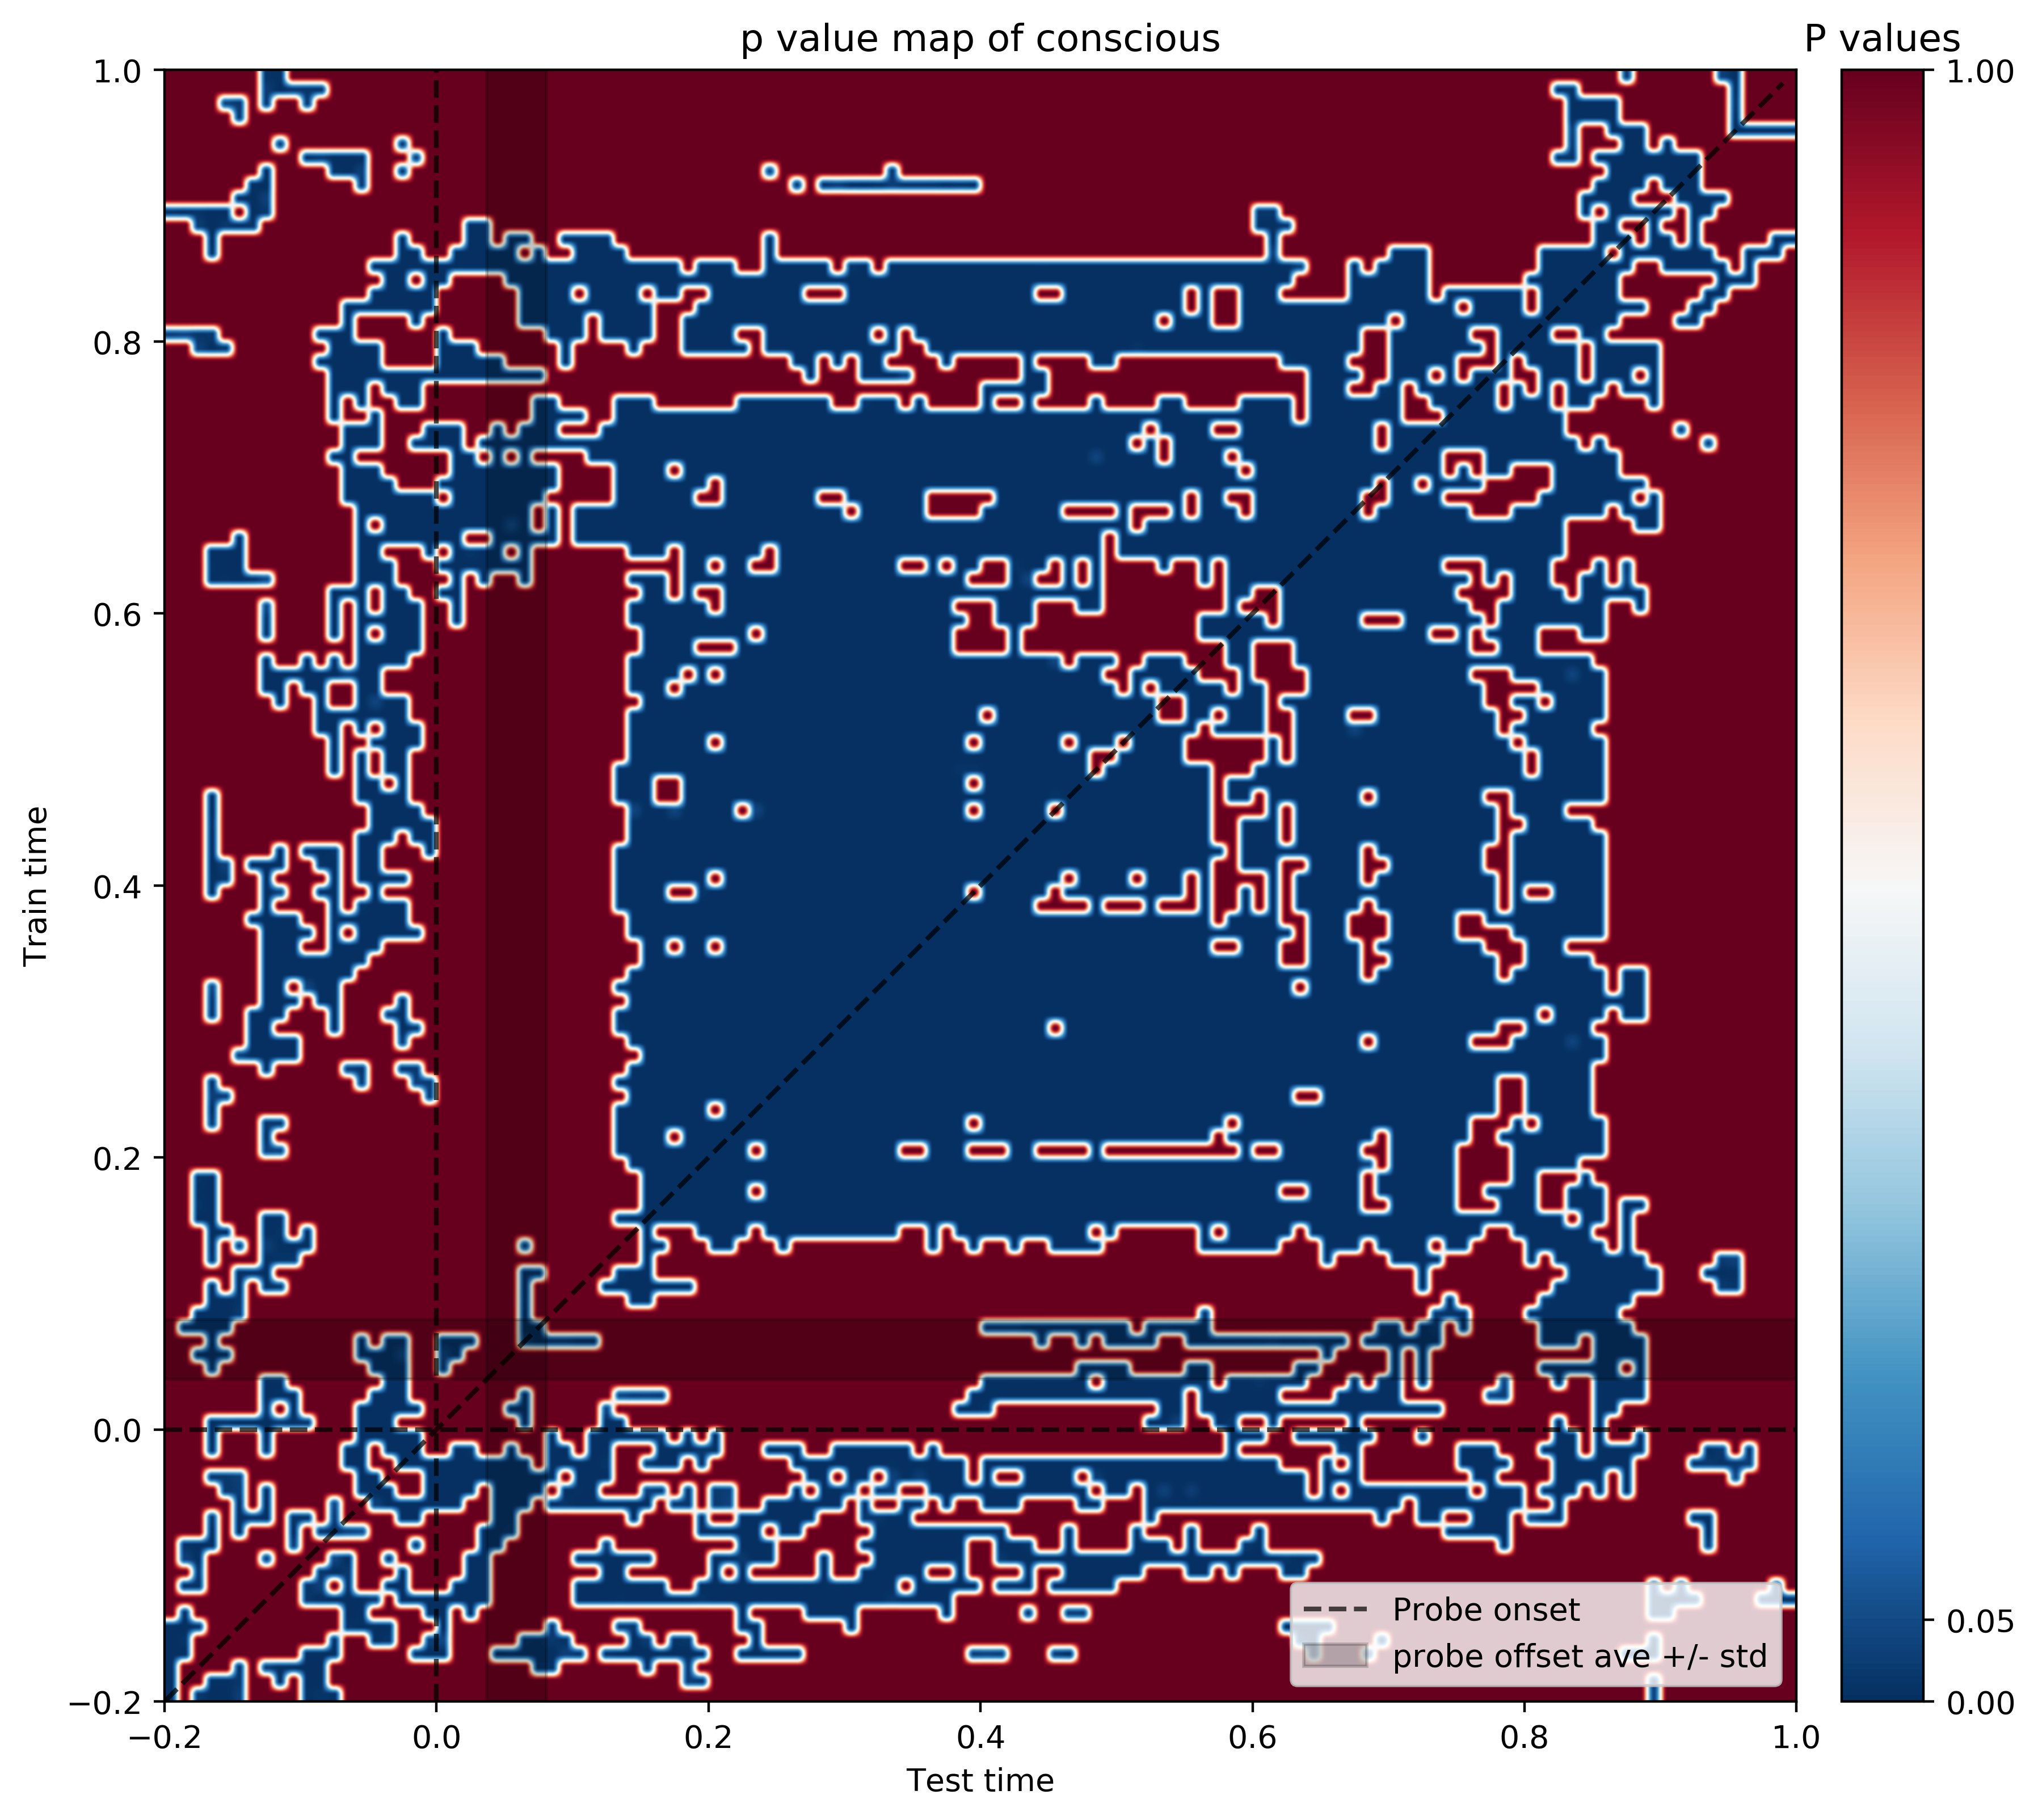 p value map of conscious
P values
1.0
0.8
0.6
0.4
0.2
0.0
−0.2
Train time
−0.2 0.0 0.2 0.4 0.6 0.8 1.0
Test time
Probe onset
probe offset ave +/- std
1.00
0.05
0.00